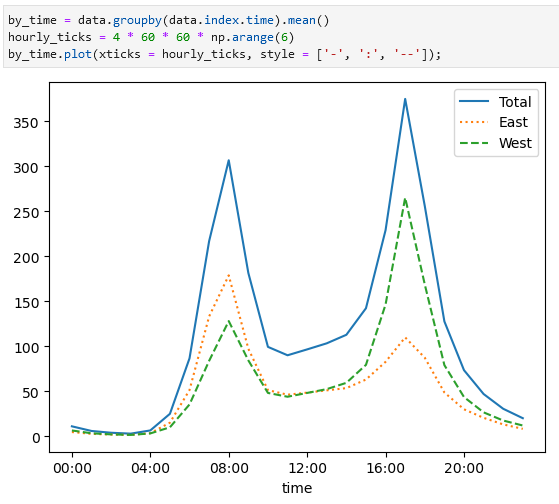 by_time = data.groupby(data.index.time).mean()
hourly_ticks = 4 * 60 * 60 * np.arange(6)
by_time.plot(xticks = hourly_ticks, style = ['-', ':', '--']);
Total
East
West
350
300
250
200
150
100
50
0
00:00 04:00 08:00 12:00 16:00 20:00
time